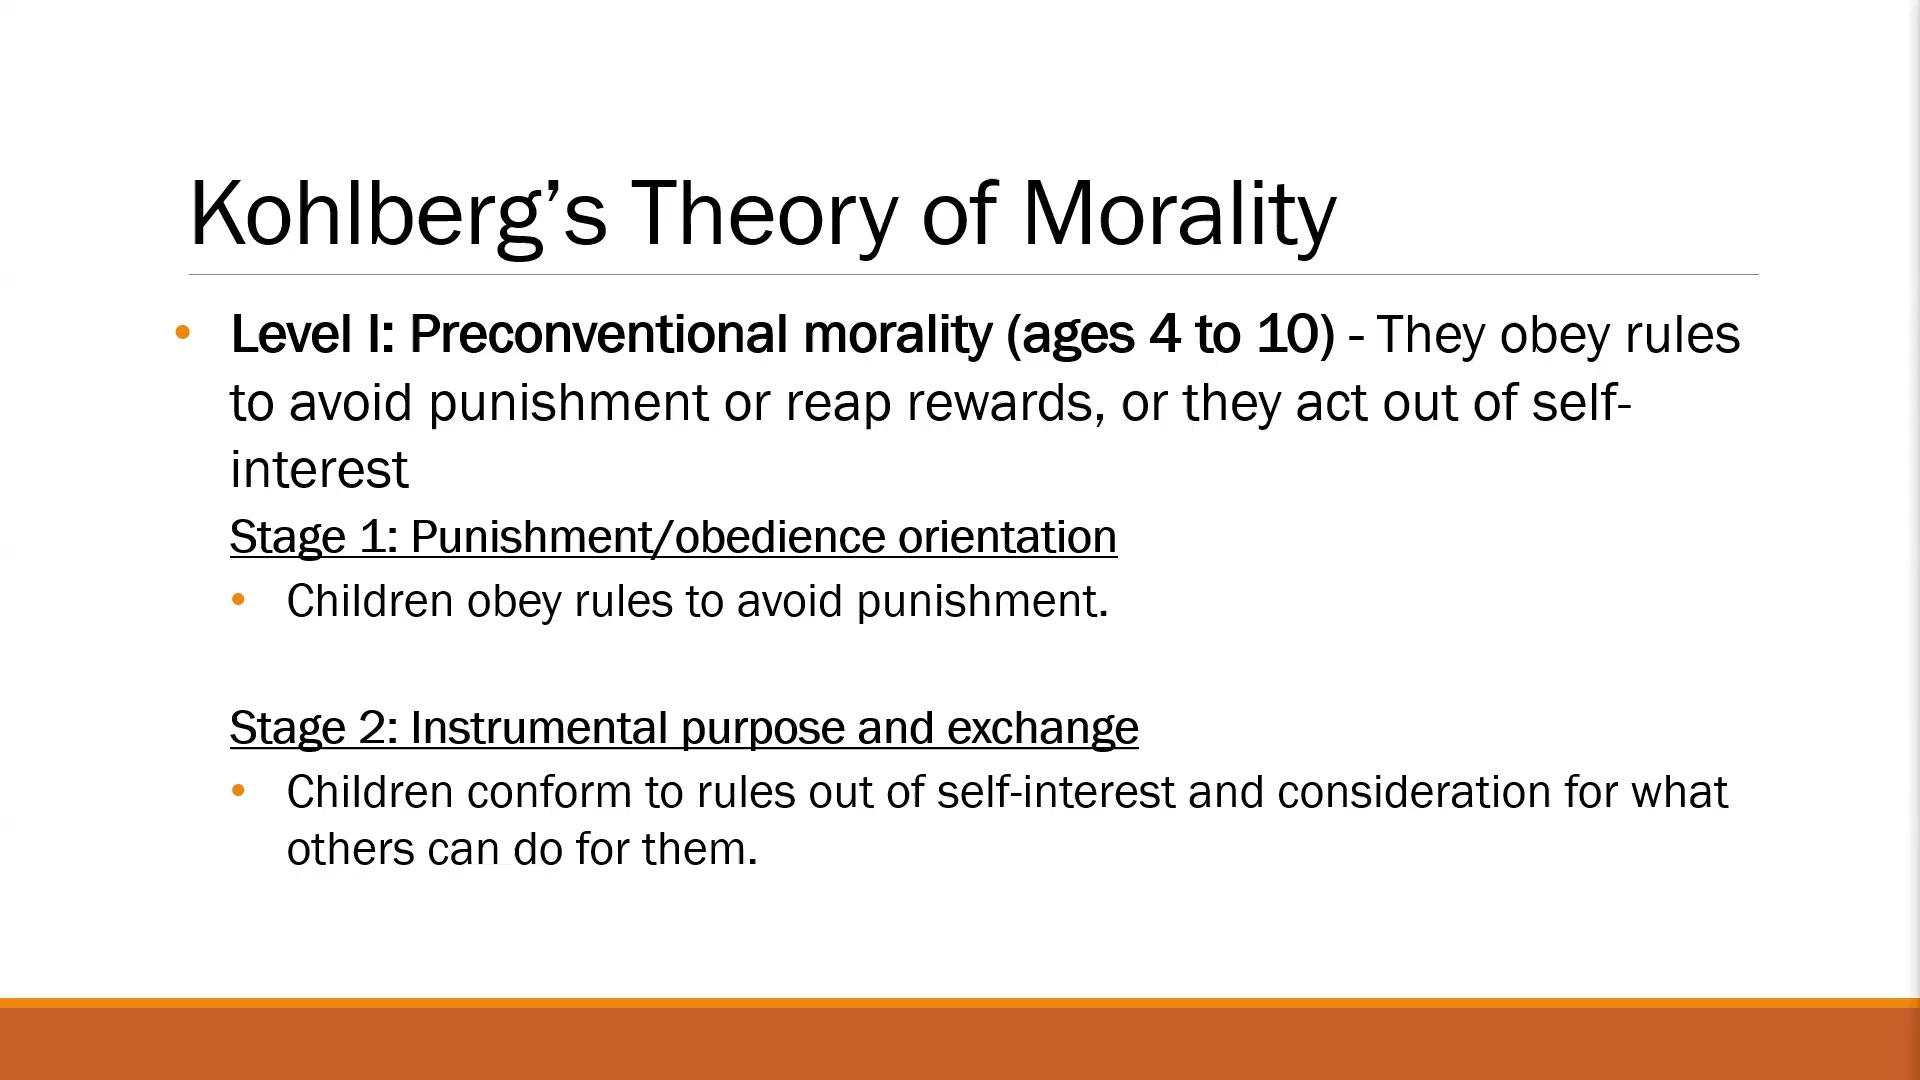 Kohlberg’s Theory of Morality
• Level I: Preconventional morality (ages 4 to 10) - They obey rules
to avoid punishment or reap rewards, or they act out of self-
interest
Stage 1: Punishment/obedience orientation
• Children obey rules to avoid punishment.
Stage 2: Instrumental purpose and exchange
• Children conform to rules out of self-interest and consideration for what
others can do for them.